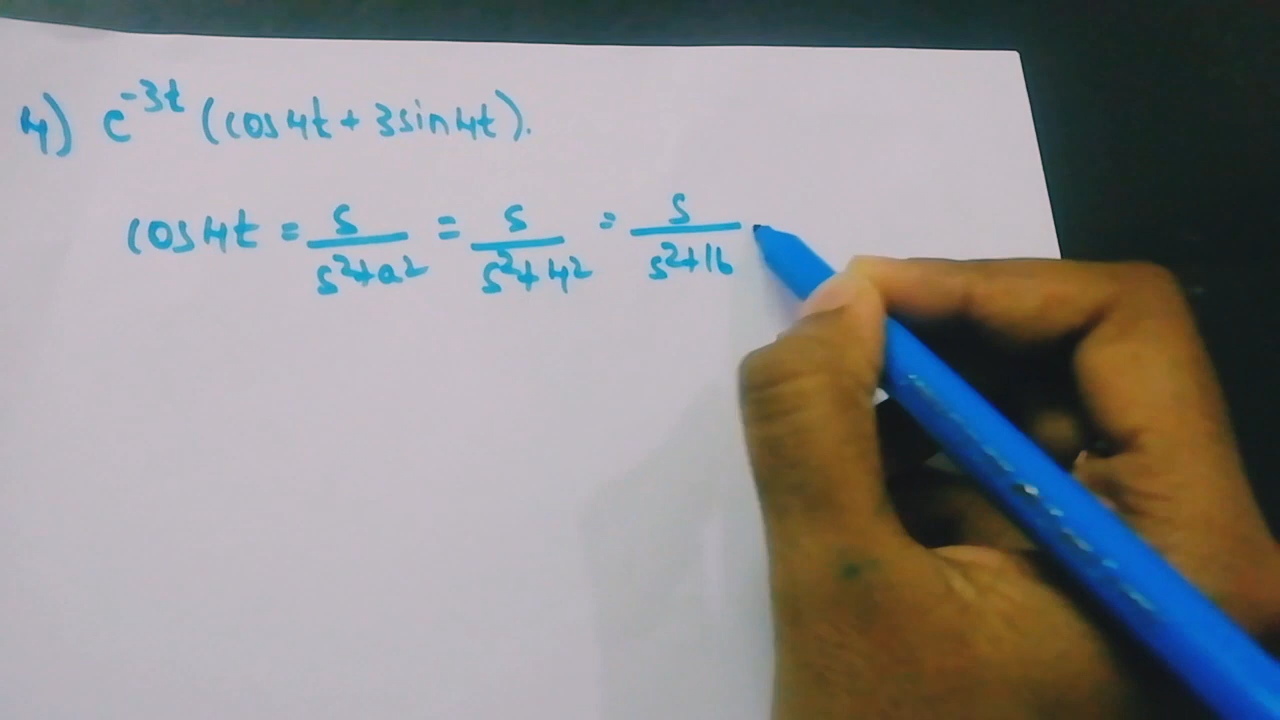 4) e⁻³ᵗ (cos4t + 3sin4t).
cos4t = s/s²+a² = s/s²+4² = s/s²+16